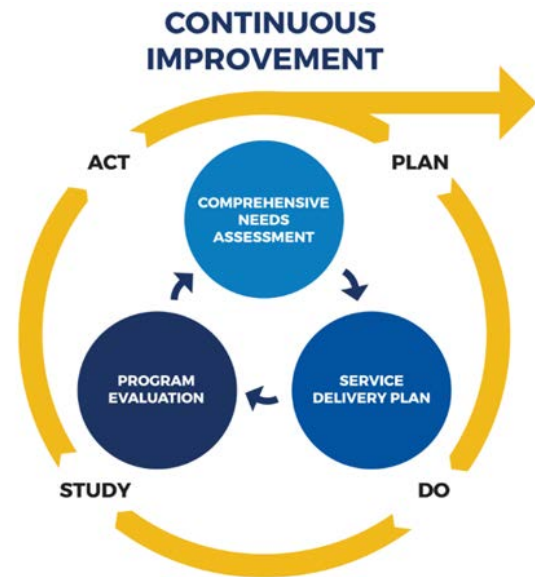 CONTINUOUS
IMPROVEMENT
ACT
PLAN
COMPREHENSIVE
NEEDS
ASSESSMENT
PROGRAM
EVALUATION
SERVICE
DELIVERY PLAN
STUDY
DO